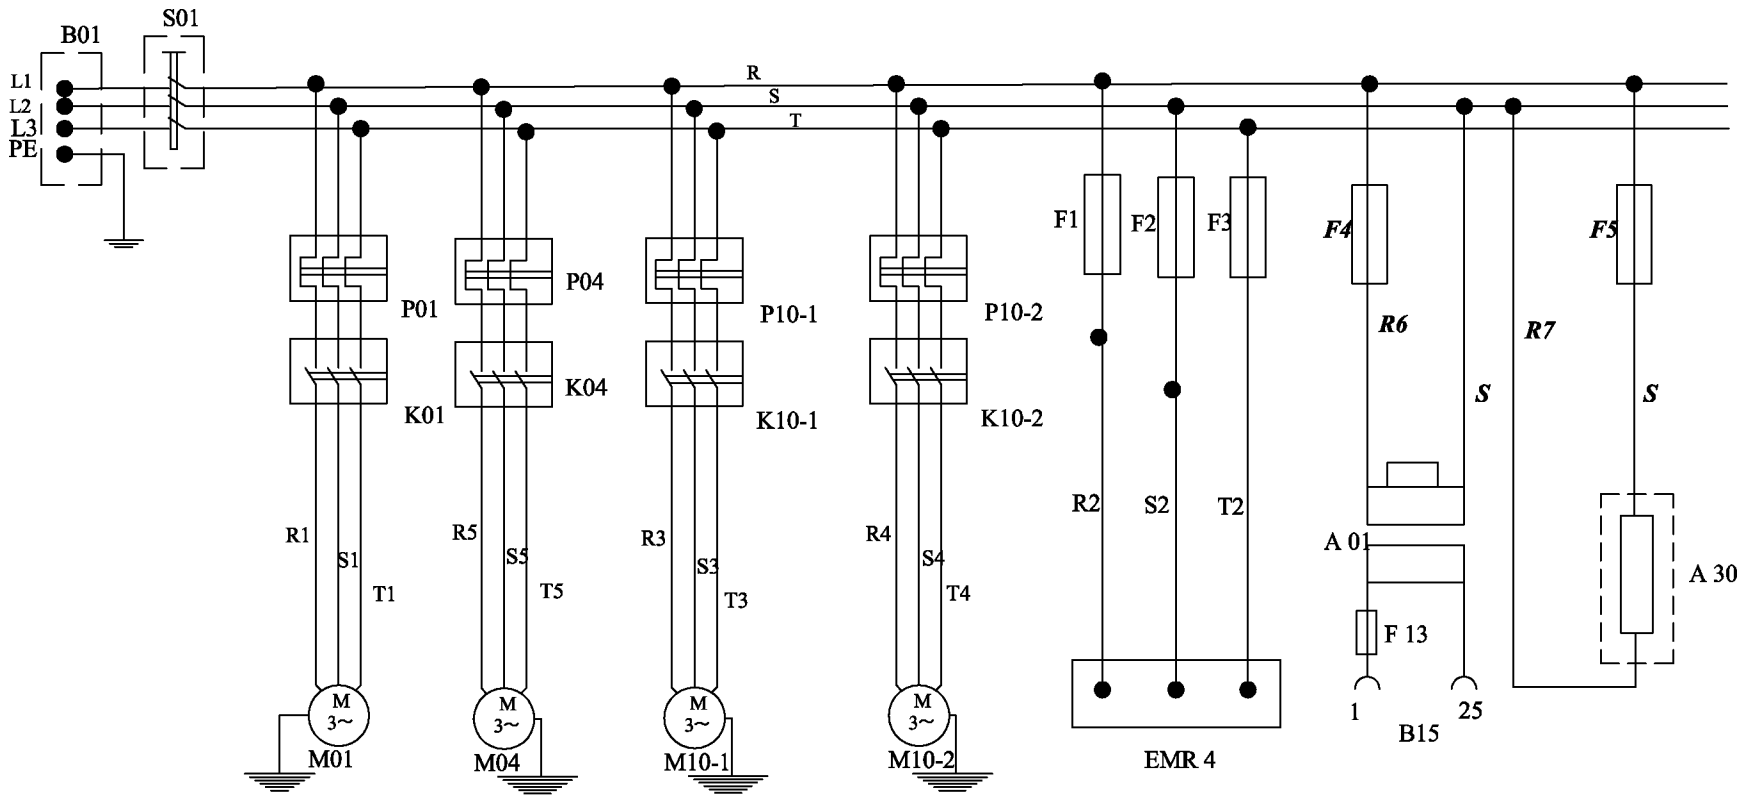 S01
B01
L1
L2
L3
PE
R
S
T
F1
F2
F3
F4
F5
P01
P04
P10-1
P10-2
R6
R7
K01
K04
K10-1
K10-2
S
S
R1
S1
T1
R5
S5
T5
R3
S3
T3
R4
S4
T4
R2
S2
T2
A 01
A 30
F 13
M
3~
M01
M
3~
M04
M
3~
M10-1
M
3~
M10-2
EMR 4
1
25
B15